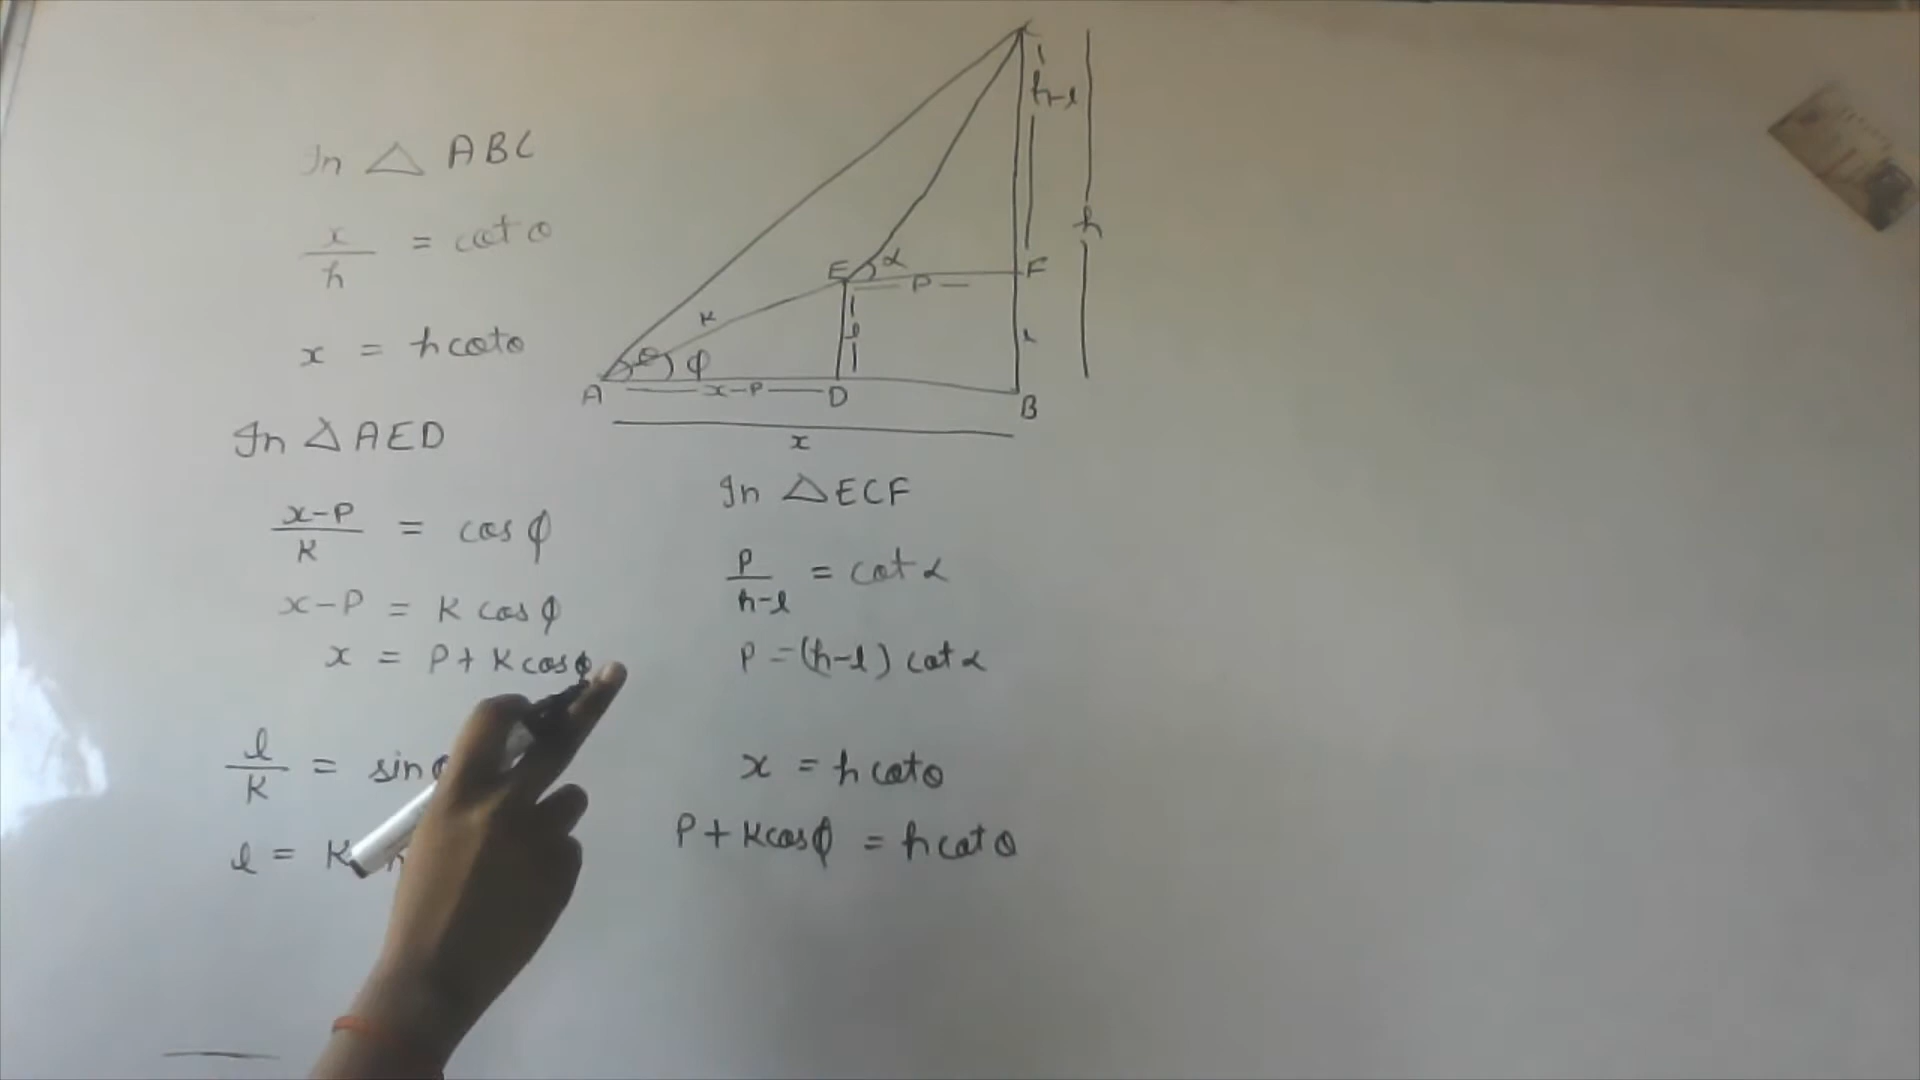 In △ ABC
x/h = cot θ
x = h cot θ
In △ AED
x-P/K = cos φ
x-P = K cos φ
x = P + K cos φ
l/K = sin
l = K
h-l
h
E α F
P
K
l
l
θ φ
A x-P D B
x
In △ ECF
P/h-l = cot α
P = (h-l) cot α
x = h cot θ
P + K cos φ = h cot θ